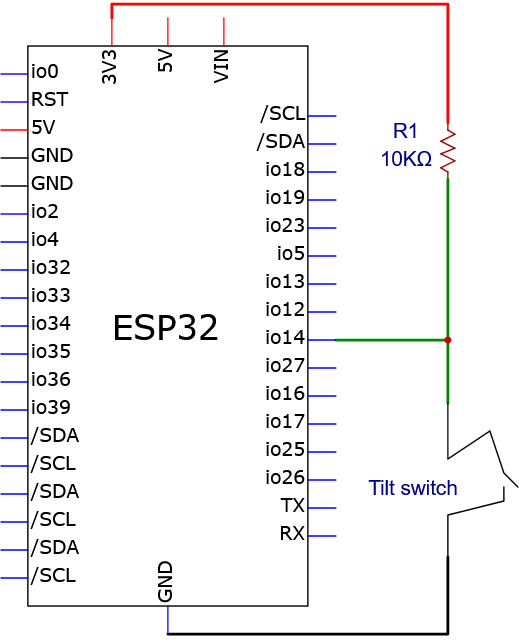 3V3
5V
VIN
io0
RST
5V
GND
GND
io2
io4
io32
io33
io34
io35
io36
io39
/SDA
/SCL
/SDA
/SCL
/SDA
/SCL
ESP32
/SCL
/SDA
io18
io19
io23
io5
io13
io12
io14
io27
io16
io17
io25
io26
TX
RX
GND
R1
10KΩ
Tilt switch